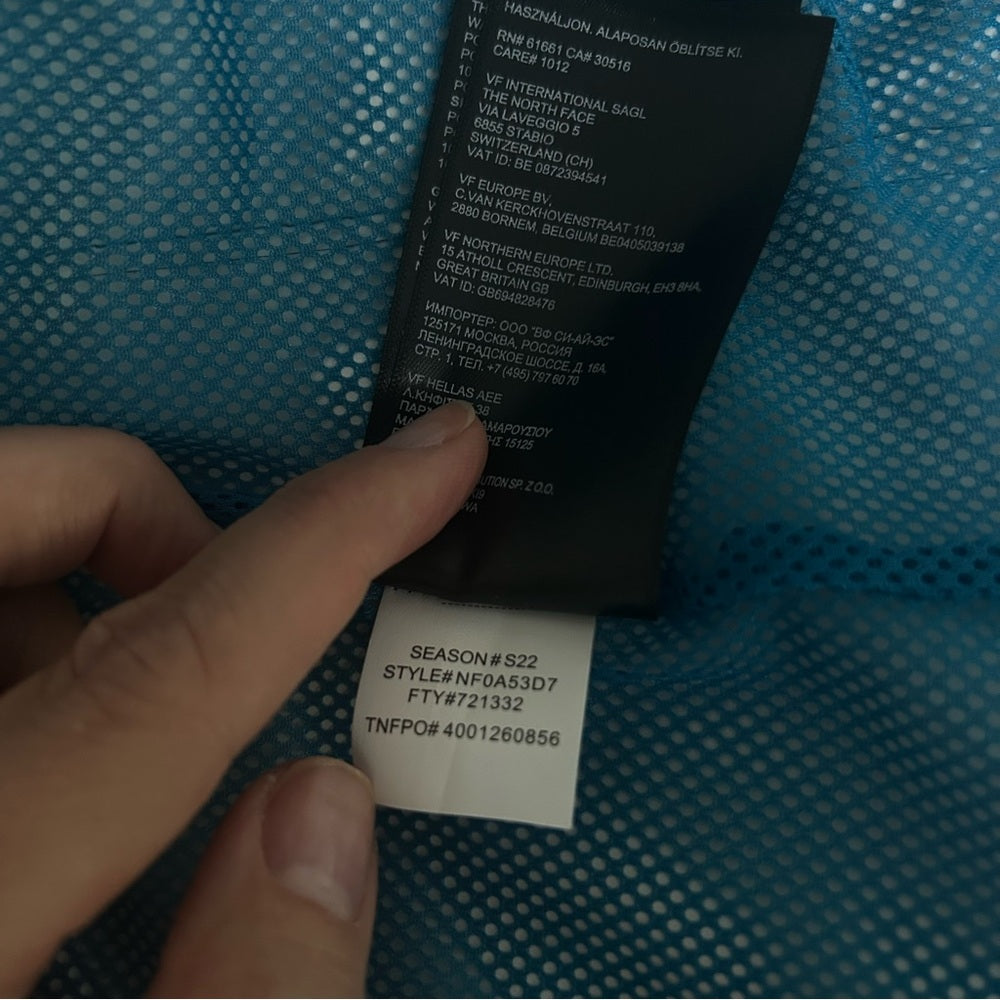 HASZNÁLJON. ALAPOSAN ÖBLÍTSE KI.
RN# 61661 CA# 30516
CARE# 1012
VF INTERNATIONAL SAGL
THE NORTH FACE
VIA LAVEGGIO 5
6855 STABIO
SWITZERLAND (CH)
VAT ID: BE 0872394541
VF EUROPE BV,
C.VAN KERCKHOVENSTRAAT 110,
2880 BORNEM, BELGIUM BE0405039138
VF NORTHERN EUROPE LTD.
15 ATHOLL CRESCENT, EDINBURGH, EH3 8HA,
GREAT BRITAIN GB
VAT ID: GB694828476
ИМПОРТЕР: ООО "ВФ СИ-АЙ-ЭС"
125171 МОСКВА, РОССИЯ
ЛЕНИНГРАДСКОЕ ШОССЕ, Д. 16А,
СТР. 1, ТЕЛ. +7 (495) 797 60 70
VF HELLAS AEE
38
15125
SP. Z O.O.
SEASON#S22
STYLE#NF0A53D7
FTY#721332
TNFPO# 4001260856